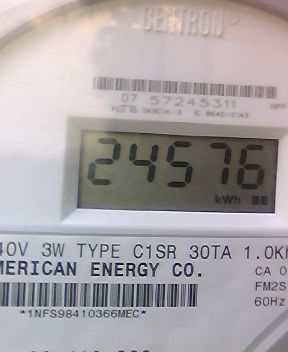 CENTRON
07 57245311
24576
kWh
40V 3W TYPE C1SR 30TA 1.0K
MERICAN ENERGY CO.
CA 0
FM2S
60Hz
*1NFS98410366MEC*